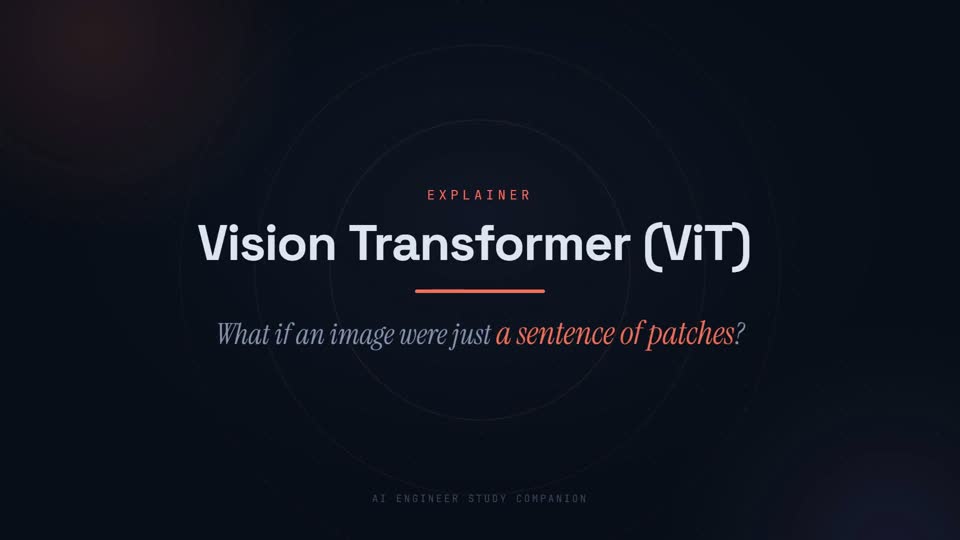 EXPLAINER
Vision Transformer (ViT)
What if an image were just a sentence of patches?
AI ENGINEER STUDY COMPANION